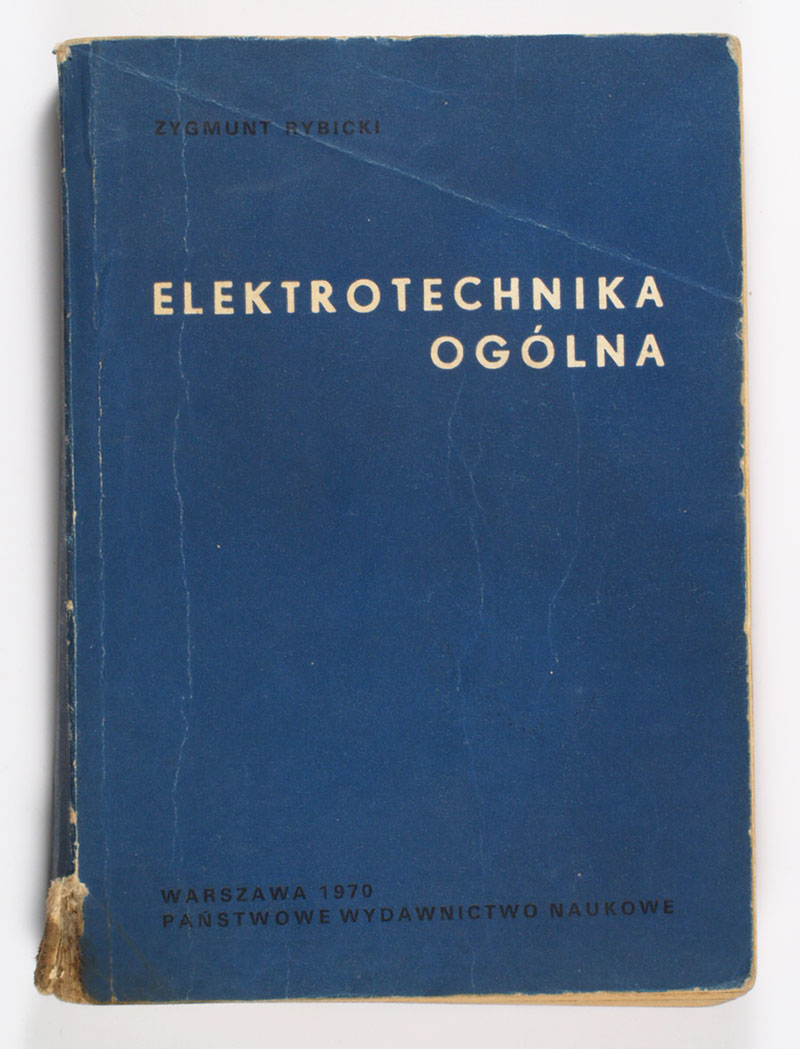 ZYGMUNT RYBICKI
ELEKTROTECHNIKA
OGÓLNA
WARSZAWA 1970
PAŃSTWOWE WYDAWNICTWO NAUKOWE